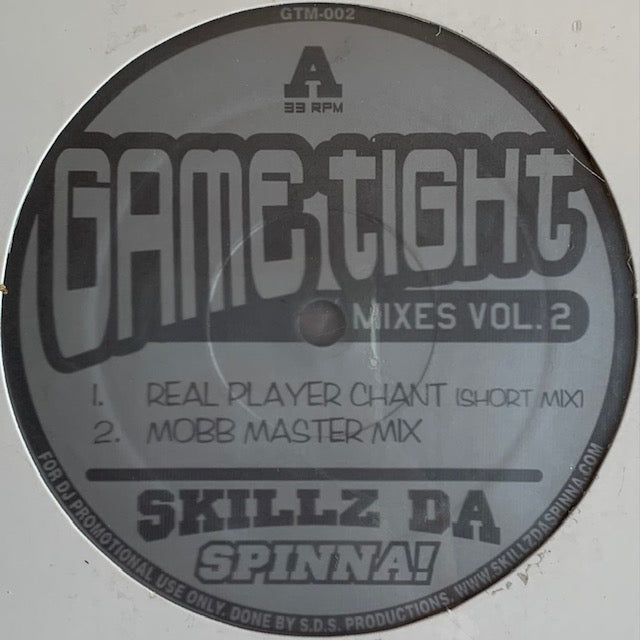 GTM-002
A
33 RPM
GAME TIGHT
MIXES VOL. 2
1. REAL PLAYER CHANT [SHORT MIX]
2. MOBB MASTER MIX
SKILLZ DA
SPINNA!
FOR DJ PROMOTIONAL USE ONLY. DONE BY S.D.S. PRODUCTIONS. WWW.SKILLZDASPINNA.COM